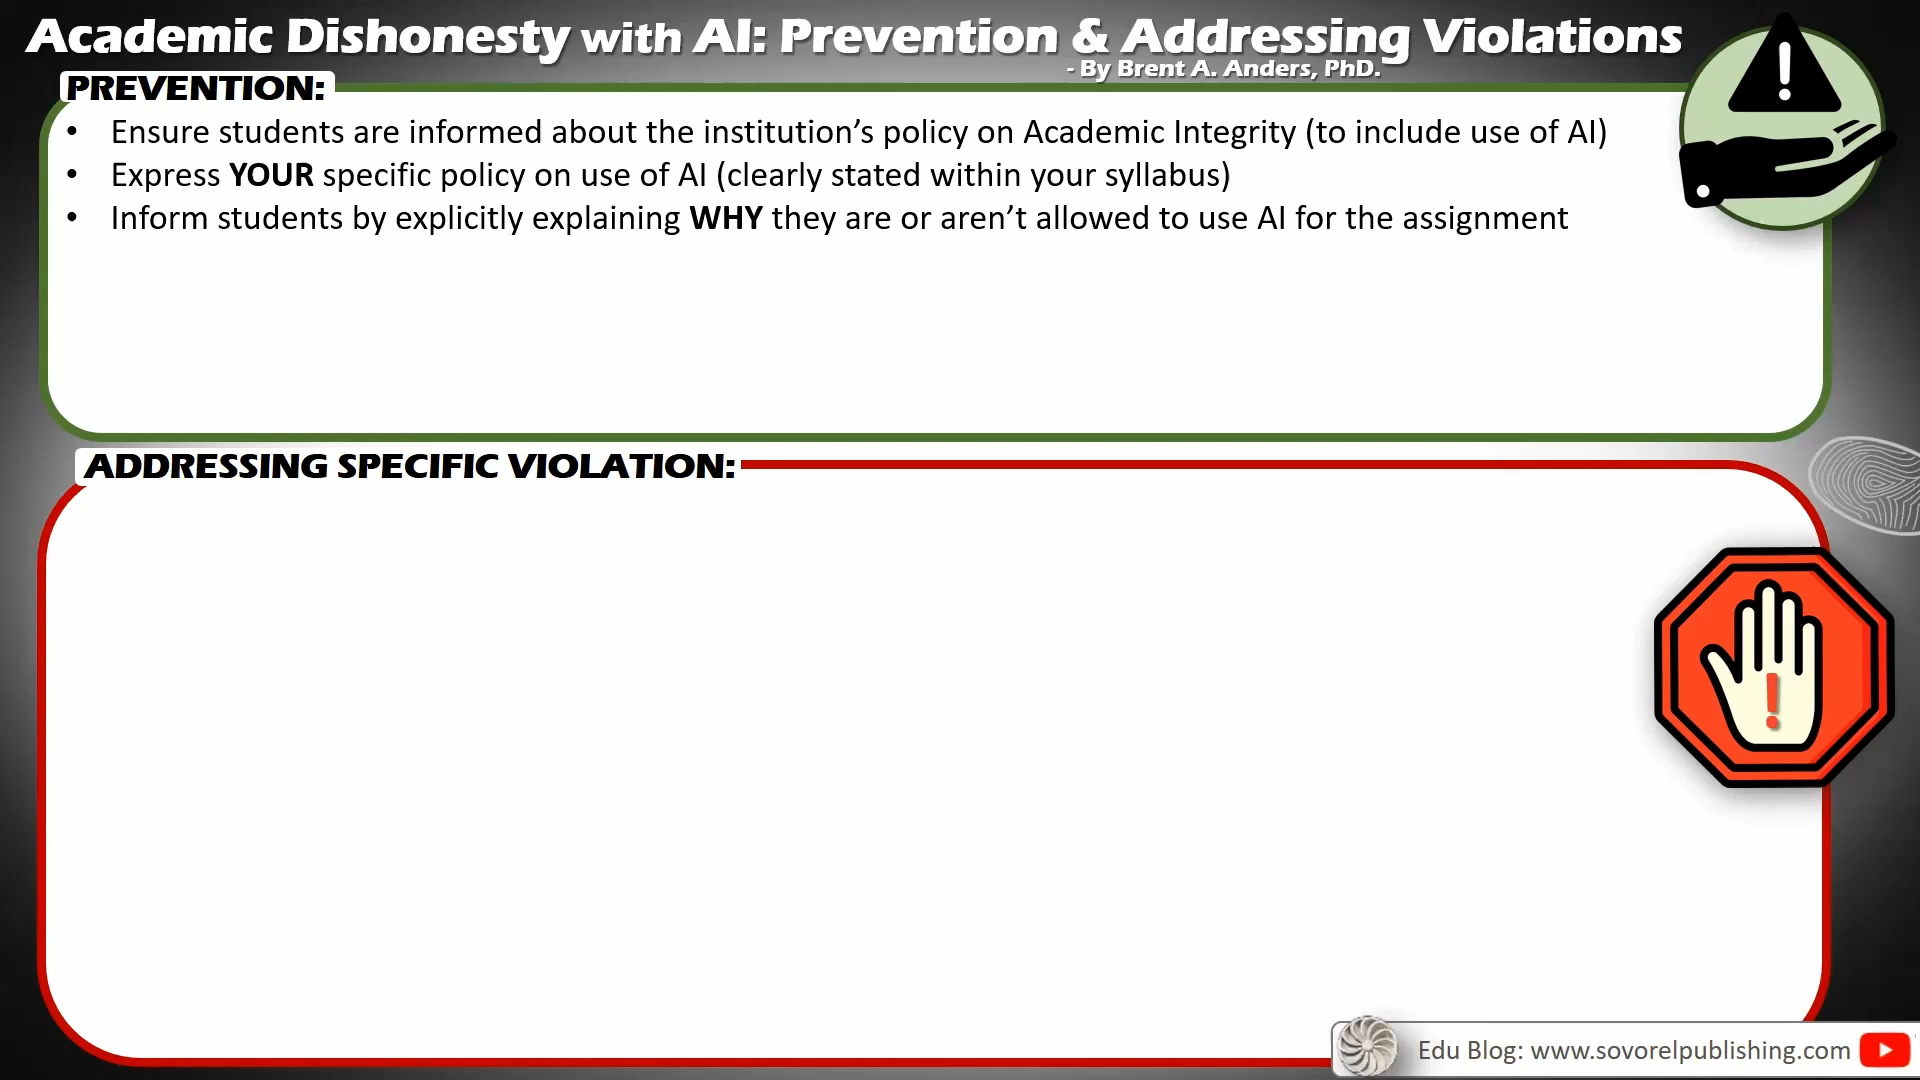 Academic Dishonesty with AI: Prevention & Addressing Violations
- By Brent A. Anders, PhD.
PREVENTION:
• Ensure students are informed about the institution’s policy on Academic Integrity (to include use of AI)
• Express YOUR specific policy on use of AI (clearly stated within your syllabus)
• Inform students by explicitly explaining WHY they are or aren’t allowed to use AI for the assignment
ADDRESSING SPECIFIC VIOLATION:
Edu Blog: www.sovorelpublishing.com